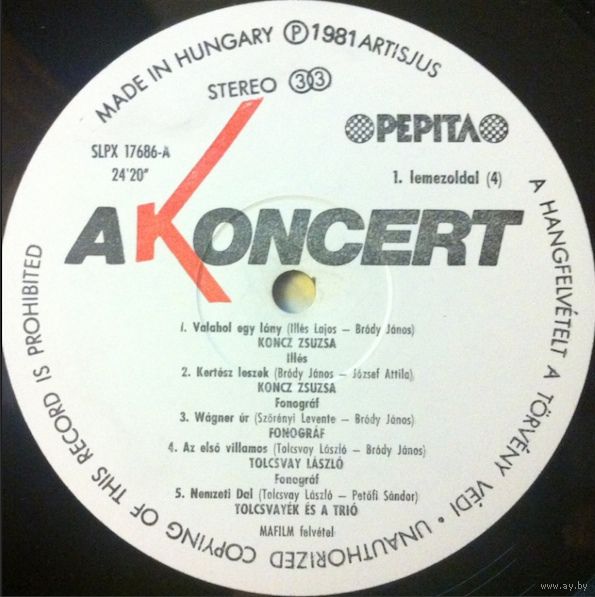 MADE IN HUNGARY Ⓟ 1981 ARTISJUS
STEREO 33
PEPITA
SLPX 17686-A
24'20"
1. lemezoldal (4)
A KONCERT
1. Valahol egy lány (Illés Lajos – Bródy János)
KONCZ ZSUZSA
Illés
2. Kertész leszek (Bródy János – József Attila)
KONCZ ZSUZSA
Fonográf
3. Wágner úr (Szörényi Levente – Bródy János)
FONOGRÁF
4. Az első villamos (Tolcsvay László – Bródy János)
TOLCSVAY LÁSZLÓ
Fonográf
5. Nemzeti Dal (Tolcsvay László – Petőfi Sándor)
TOLCSVAYÉK ÉS A TRIÓ
MAFILM felvétel
A HANGFELVÉTELT A TÖRVÉNY VÉDI • UNAUTHORIZED COPYING OF THIS RECORD IS PROHIBITED
www.ay.by